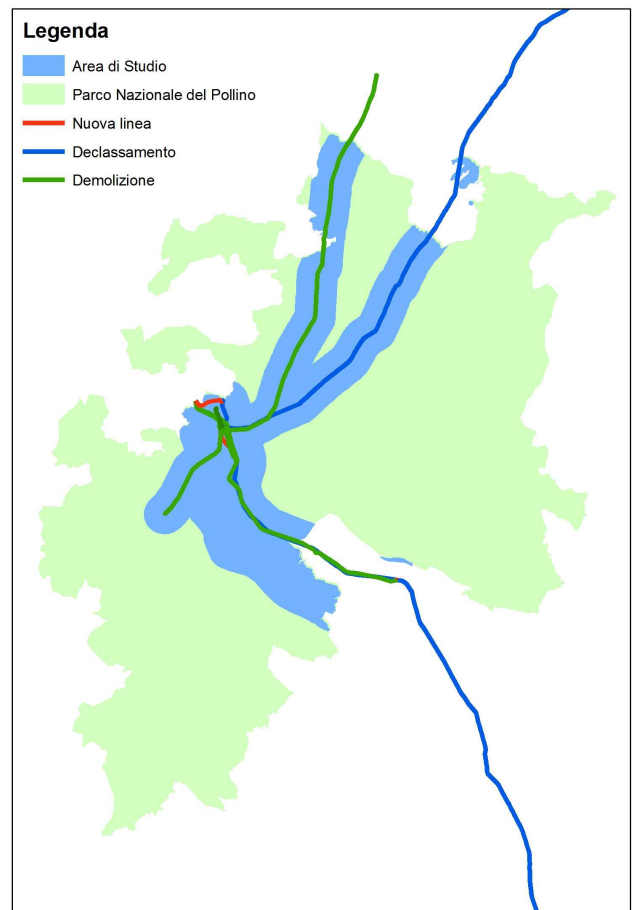 Legenda
Area di Studio
Parco Nazionale del Pollino
Nuova linea
Declassamento
Demolizione